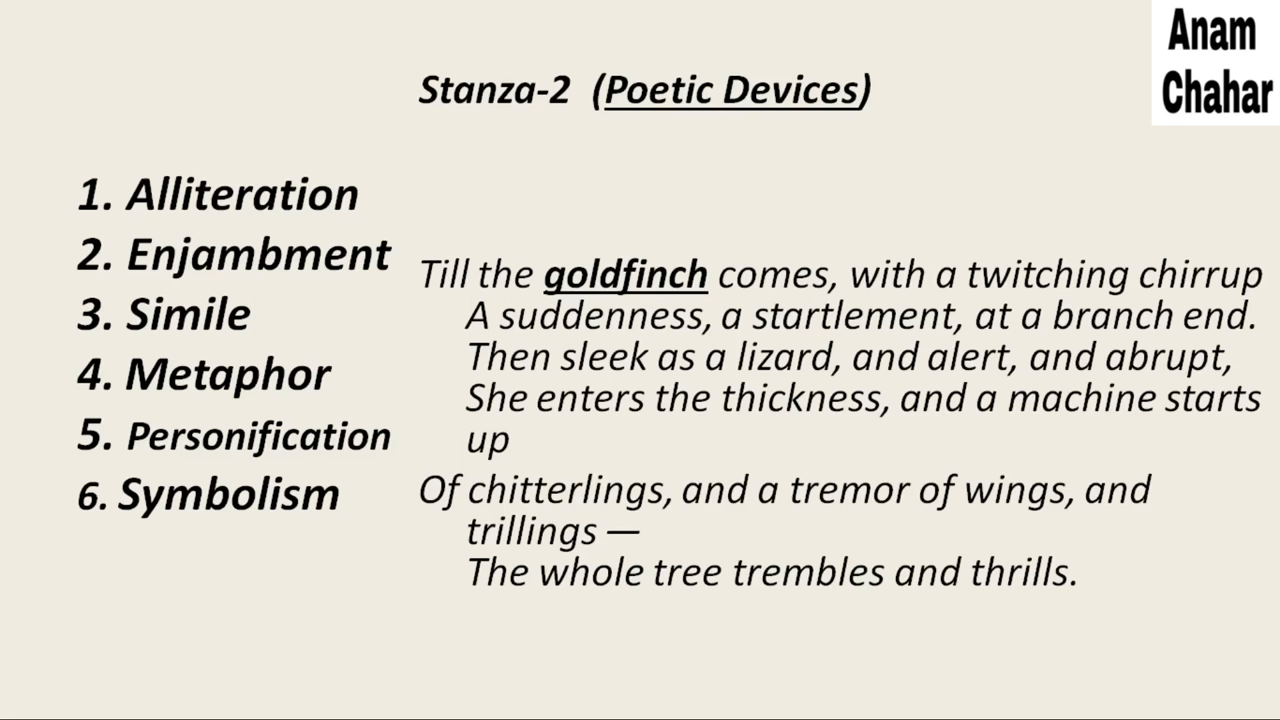 Anam
Chahar
Stanza-2 (Poetic Devices)
1. Alliteration
2. Enjambment
3. Simile
4. Metaphor
5. Personification
6. Symbolism
Till the goldfinch comes, with a twitching chirrup
A suddenness, a startlement, at a branch end.
Then sleek as a lizard, and alert, and abrupt,
She enters the thickness, and a machine starts
up
Of chitterlings, and a tremor of wings, and
trillings —
The whole tree trembles and thrills.